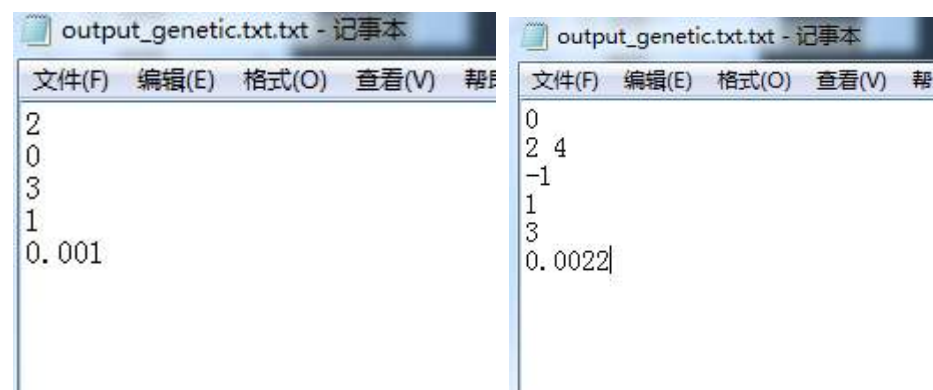 output_genetic.txt.txt - 记事本
文件(F) 编辑(E) 格式(O) 查看(V)
2
0
3
1
0.001
output_genetic.txt.txt - 记事本
文件(F) 编辑(E) 格式(O) 查看(V) 帮
0
2 4
-1
1
3
0.0022